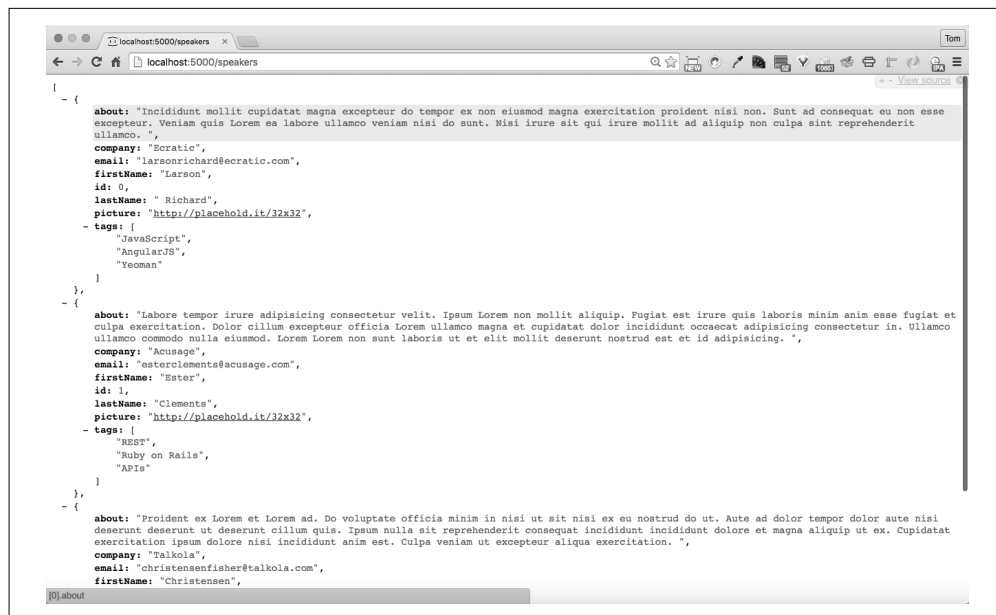 localhost:5000/speakers ×
Tom
localhost:5000/speakers
+ - View source
[
- {
about: "Incididunt mollit cupidatat magna excepteur do tempor ex non eiusmod magna exercitation proident nisi non. Sunt ad consequat eu non esse
excepteur. Veniam quis Lorem ea labore ullamco veniam nisi do sunt. Nisi irure sit qui irure mollit ad aliquip non culpa sint reprehenderit
ullamco. ",
company: "Ecratic",
email: "larsonrichard@ecratic.com",
firstName: "Larson",
id: 0,
lastName: " Richard",
picture: "http://placehold.it/32x32",
- tags: [
"JavaScript",
"AngularJS",
"Yeoman"
]
},
- {
about: "Labore tempor irure adipisicing consectetur velit. Ipsum Lorem non mollit aliquip. Fugiat est irure quis laboris minim anim esse fugiat et
culpa exercitation. Dolor cillum excepteur officia Lorem ullamco magna et cupidatat dolor incididunt occaecat adipisicing consectetur in. Ullamco
ullamco commodo nulla eiusmod. Lorem Lorem non sunt laboris ut et elit mollit deserunt nostrud est et id adipisicing. ",
company: "Acusage",
email: "esterclements@acusage.com",
firstName: "Ester",
id: 1,
lastName: "Clements",
picture: "http://placehold.it/32x32",
- tags: [
"REST",
"Ruby on Rails",
"APIs"
]
},
- {
about: "Proident ex Lorem et Lorem ad. Do voluptate officia minim in nisi ut sit nisi ex eu nostrud do ut. Aute ad dolor tempor dolor aute nisi
deserunt deserunt ut deserunt cillum quis. Ipsum nulla sit reprehenderit consequat incididunt incididunt dolore et magna aliquip ut ex. Cupidatat
exercitation ipsum dolore nisi incididunt anim est. Culpa veniam ut excepteur aliqua exercitation. ",
company: "Talkola",
email: "christensenfisher@talkola.com",
firstName: "Christensen",
[0].about